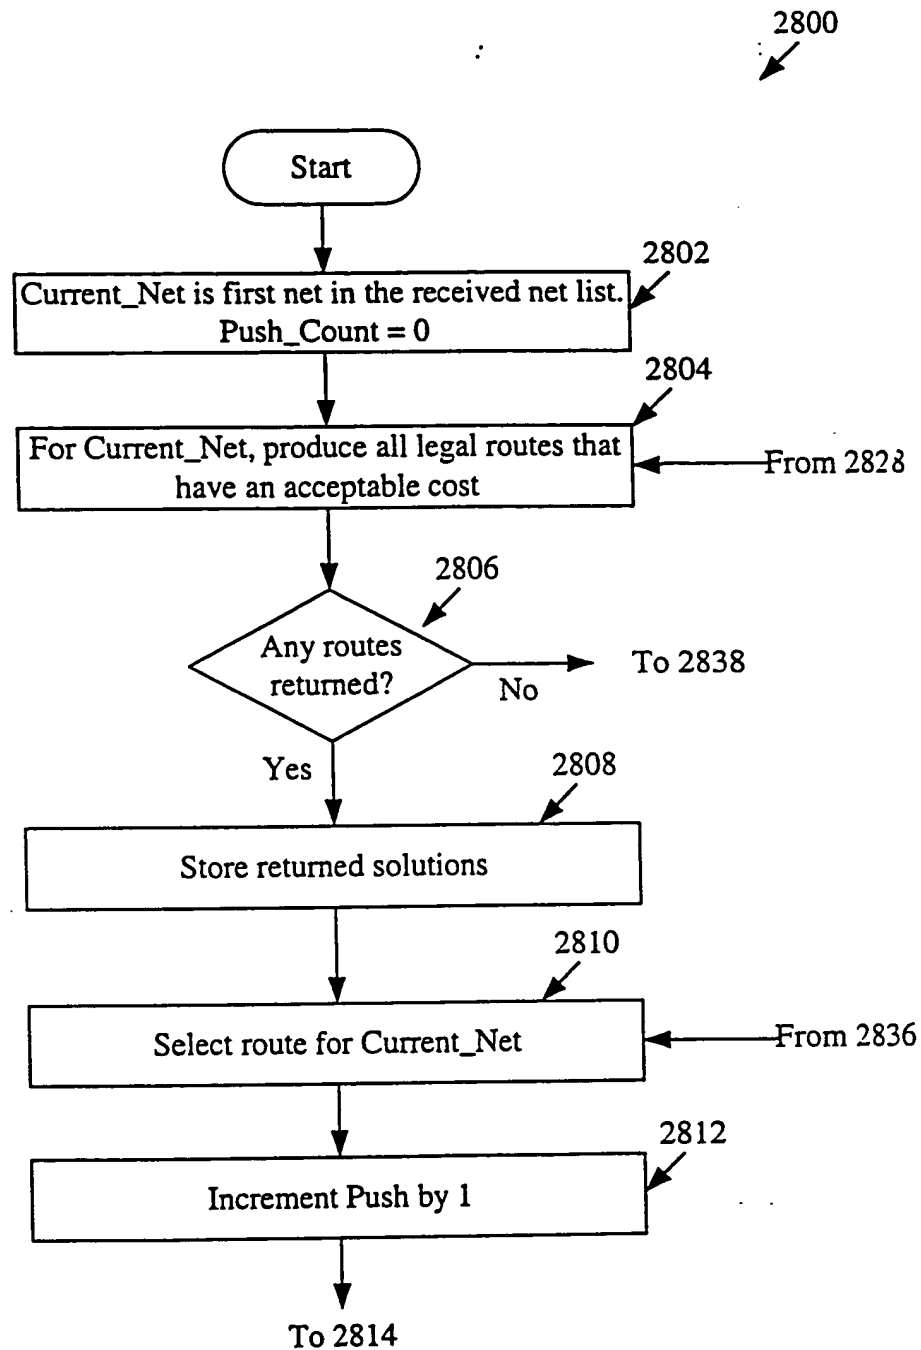 2800
Start
2802
Current_Net is first net in the received net list.
Push_Count = 0
2804
For Current_Net, produce all legal routes that
have an acceptable cost
From 2828
2806
Any routes
returned?
No
To 2838
Yes
2808
Store returned solutions
2810
Select route for Current_Net
From 2836
2812
Increment Push by 1
To 2814